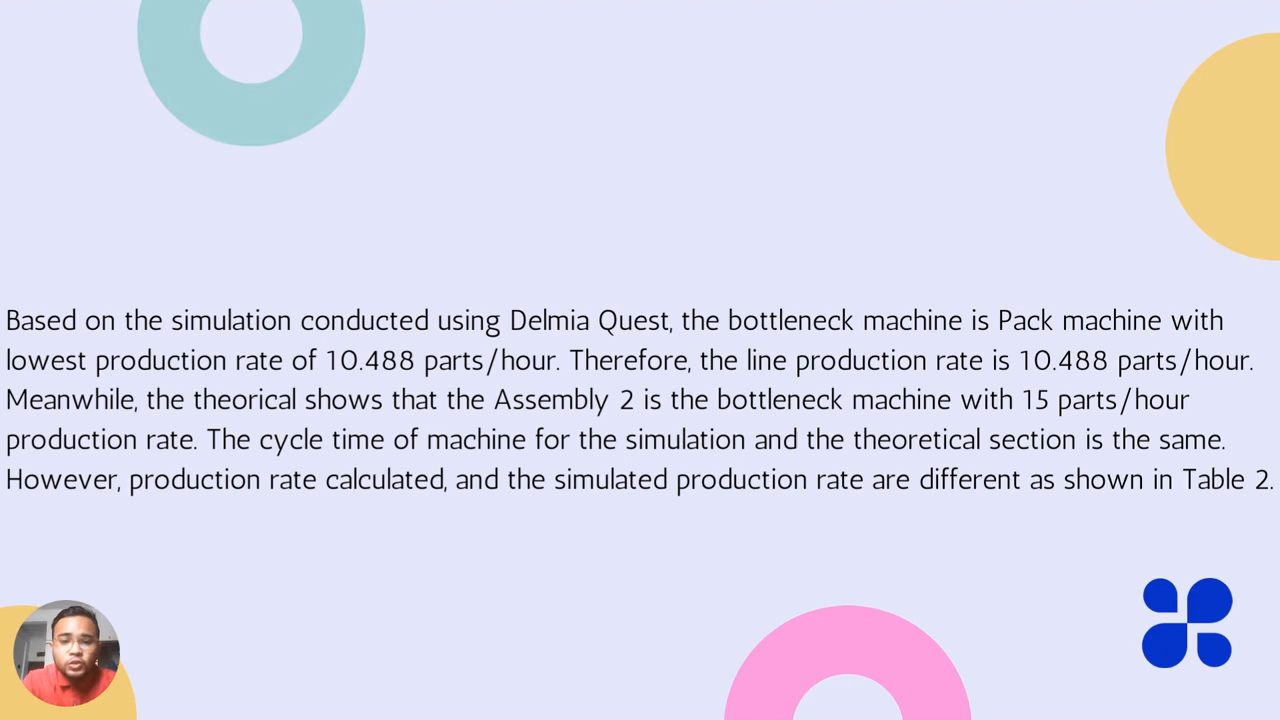 Based on the simulation conducted using Delmia Quest, the bottleneck machine is Pack machine with
lowest production rate of 10.488 parts/hour. Therefore, the line production rate is 10.488 parts/hour.
Meanwhile, the theorical shows that the Assembly 2 is the bottleneck machine with 15 parts/hour
production rate. The cycle time of machine for the simulation and the theoretical section is the same.
However, production rate calculated, and the simulated production rate are different as shown in Table 2.